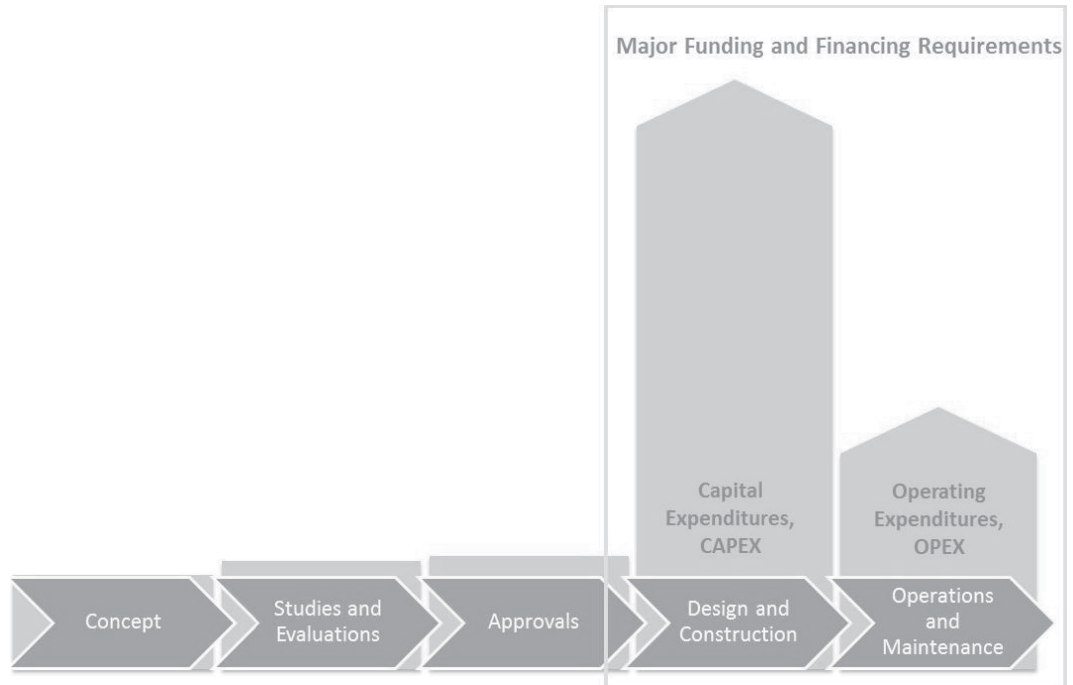 Major Funding and Financing Requirements
Capital
Expenditures,
CAPEX
Operating
Expenditures,
OPEX
Concept
Studies and
Evaluations
Approvals
Design and
Construction
Operations
and
Maintenance